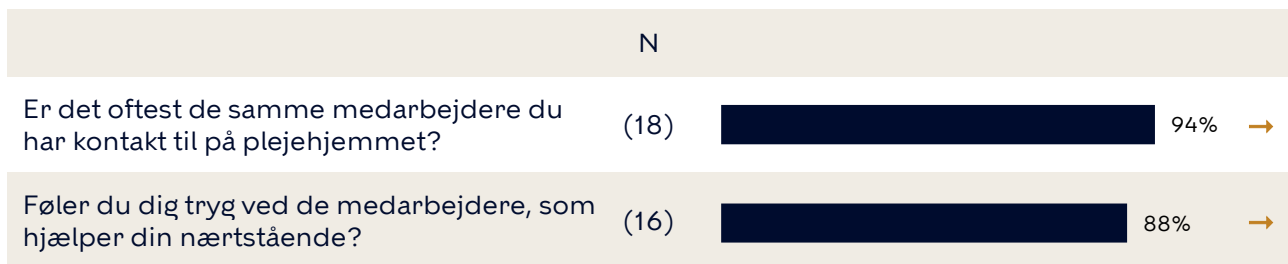 N
Er det oftest de samme medarbejdere du
har kontakt til på plejehjemmet?
(18)
94%
→
Føler du dig tryg ved de medarbejdere, som
hjælper din nærtstående?
(16)
88%
→